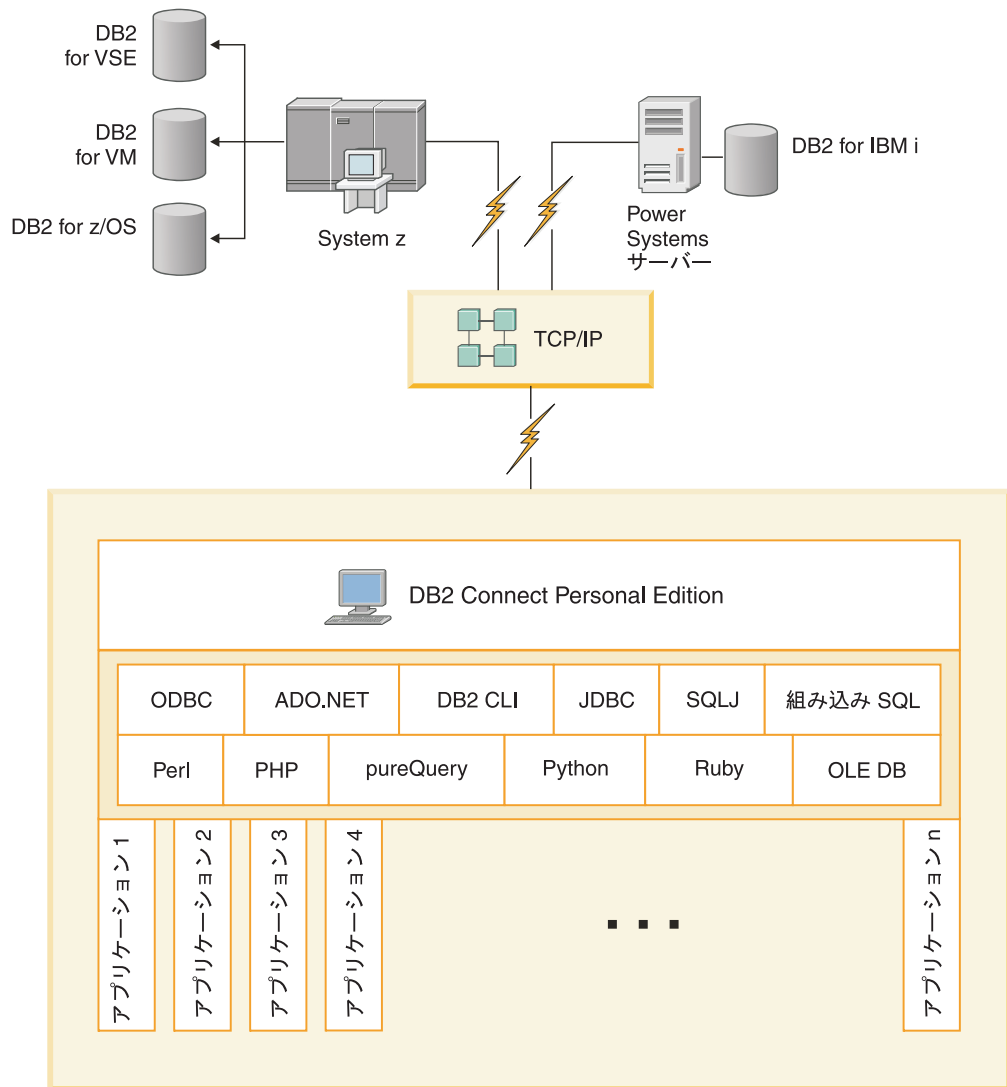 DB2
for VSE
DB2
for VM
DB2 for z/OS
System z
DB2 for IBM i
Power
Systems
サーバー
TCP/IP
DB2 Connect Personal Edition
ODBC
ADO.NET
DB2 CLI
JDBC
SQLJ
組み込み SQL
Perl
PHP
pureQuery
Python
Ruby
OLE DB
アプリケーション 1
アプリケーション 2
アプリケーション 3
アプリケーション 4
. . .
アプリケーション n